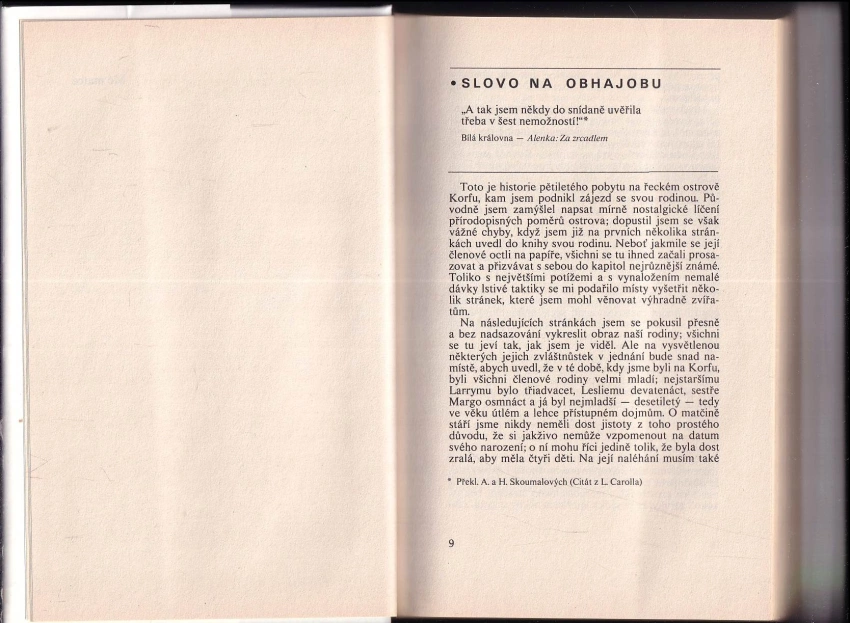 • SLOVO NA OBHAJOBU
„A tak jsem někdy do snídaně uvěřila
třeba v šest nemožností!“*
Bílá královna — Alenka: Za zrcadlem
Toto je historie pětiletého pobytu na řeckém ostrově
Korfu, kam jsem podnikl zájezd se svou rodinou. Pů-
vodně jsem zamýšlel napsat mírně nostalgické líčení
přírodopisných poměrů ostrova; dopustil jsem se však
vážné chyby, když jsem již na prvních několika strán-
kách uvedl do knihy svou rodinu. Neboť jakmile se její
členové octli na papíře, všichni se tu ihned začali prosa-
zovat a přizvávat s sebou do kapitol nejrůznější známé.
Toliko s největšími potížemi a s vynaložením nemalé
dávky lstivé taktiky se mi podařilo místy vyšetřit něko-
lik stránek, které jsem mohl věnovat výhradně zvířa-
tům.
Na následujících stránkách jsem se pokusil přesně
a bez nadsazování vykreslit obraz naší rodiny; všichni
se tu jeví tak, jak jsem je viděl. Ale na vysvětlenou
některých jejich zvláštnůstek v jednání bude snad na-
místě, abych uvedl, že v té době, kdy jsme byli na Korfu,
byli všichni členové rodiny velmi mladí; nejstaršímu
Larrymu bylo třiadvacet, Lesliemu devatenáct, sestře
Margo osmnáct a já byl nejmladší — desetiletý — tedy
ve věku útlém a lehce přístupném dojmům. O matčině
stáří jsme nikdy neměli dost jistoty z toho prostého
důvodu, že si jakživo nemůže vzpomenout na datum
svého narození; o ní mohu říci jedině tolik, že byla dost
zralá, aby měla čtyři děti. Na její naléhání musím také
* Překl. A. a H. Skoumalových (Citát z L. Carolla)
9